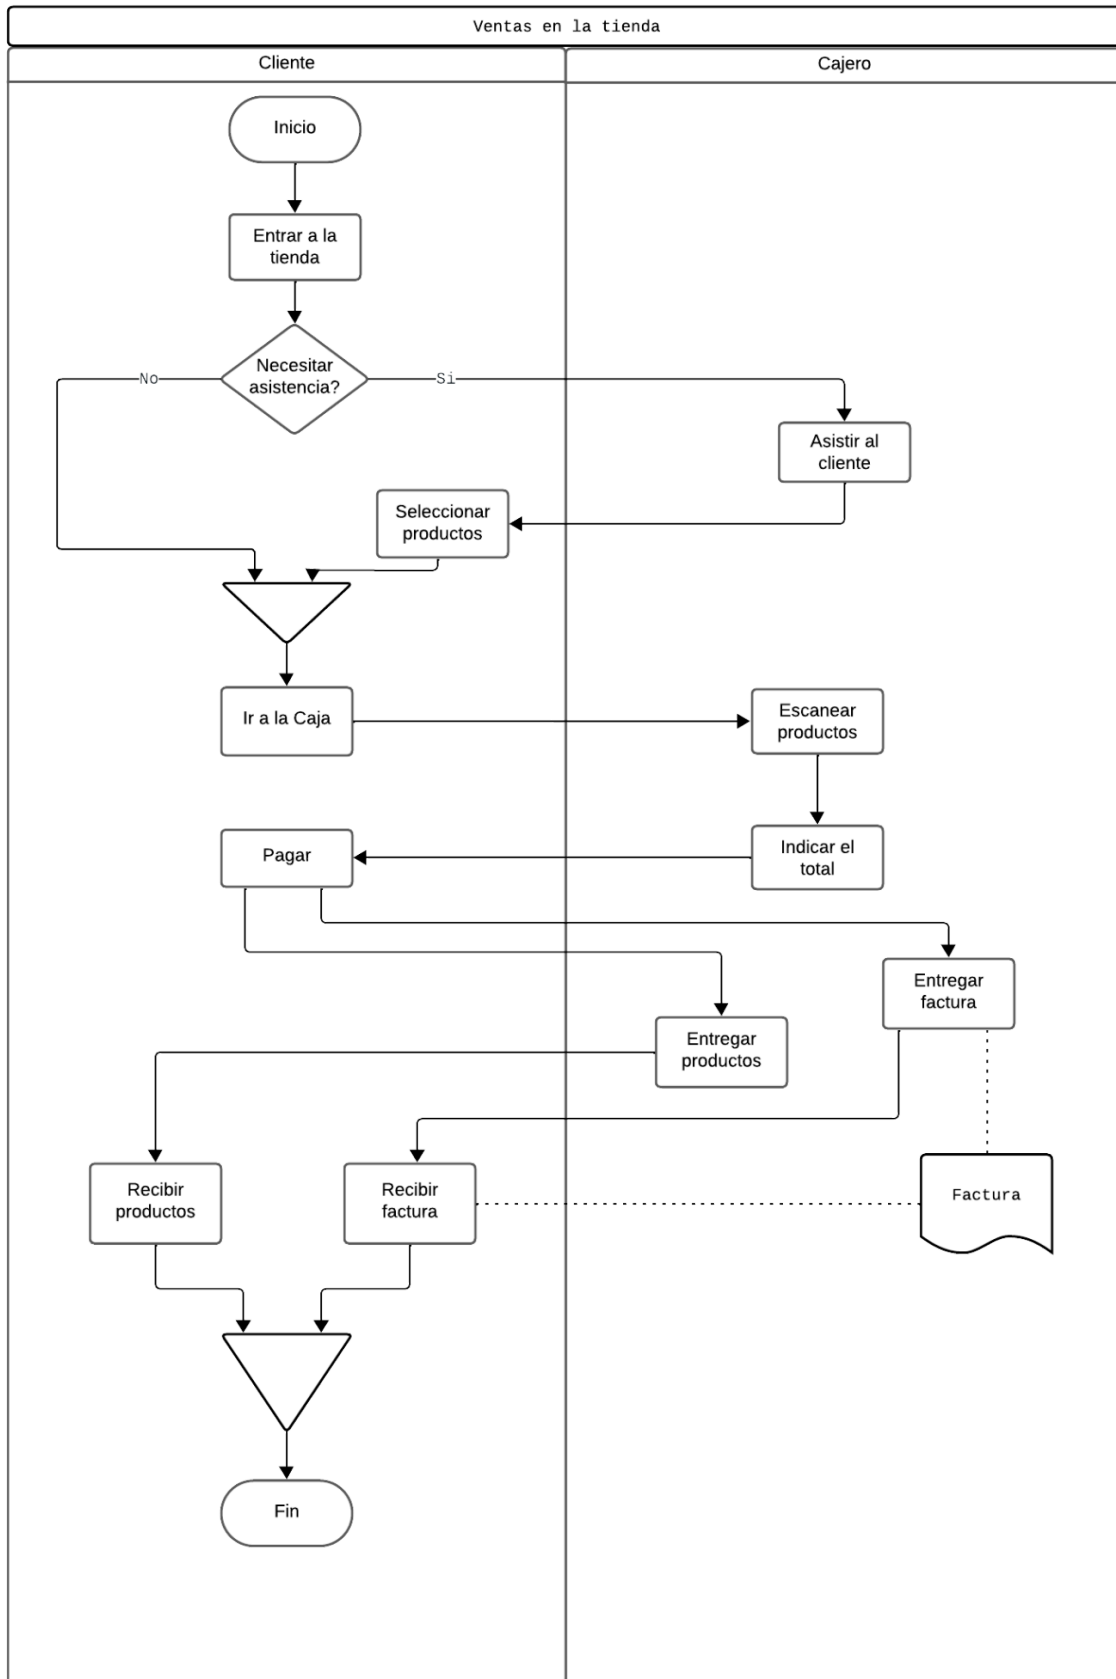 Ventas en la tienda
Cliente
Cajero
Inicio
Entrar a la
tienda
Necesitar
asistencia?
No
Si
Asistir al
cliente
Seleccionar
productos
Ir a la Caja
Escanear
productos
Pagar
Indicar el
total
Entregar
factura
Entregar
productos
Recibir
productos
Recibir
factura
Factura
Fin